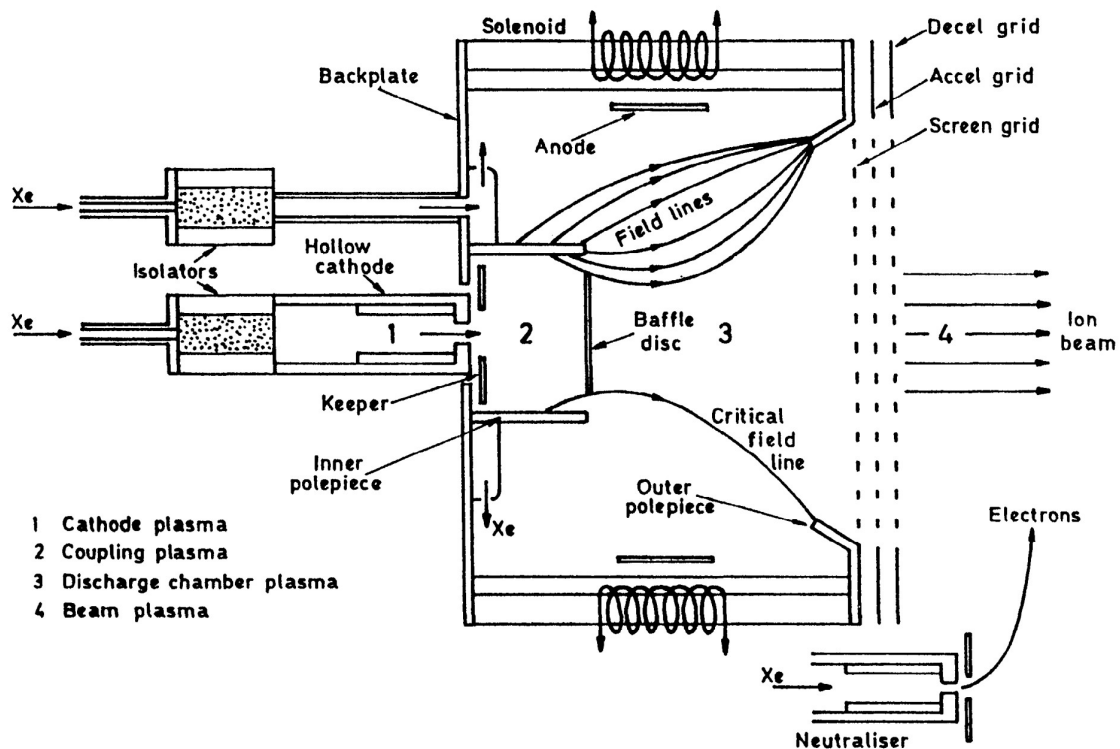 Solenoid
Decel grid
Backplate
Accel grid
Anode
Screen grid
Xe
Field lines
Isolators
Hollow
cathode
Xe
1
2
Baffle
disc
3
4
Ion
beam
Keeper
Critical
field
line
Inner
polepiece
Outer
polepiece
Xe
Electrons
1 Cathode plasma
2 Coupling plasma
3 Discharge chamber plasma
4 Beam plasma
Xe
Neutraliser